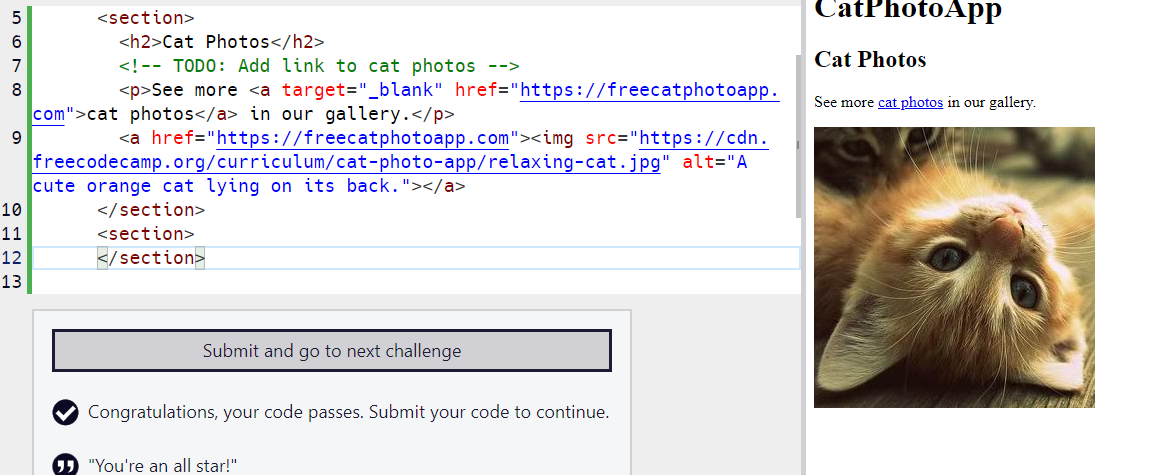 CatPhotoApp
5 <section>
6 <h2>Cat Photos</h2>
7 <!-- TODO: Add link to cat photos -->
8 <p>See more <a target="_blank" href="https://freecatphotoapp.
com">cat photos</a> in our gallery.</p>
9 <a href="https://freecatphotoapp.com"><img src="https://cdn.
freecodecamp.org/curriculum/cat-photo-app/relaxing-cat.jpg" alt="A
cute orange cat lying on its back."></a>
10 </section>
11 <section>
12 </section>
13
Submit and go to next challenge
Congratulations, your code passes. Submit your code to continue.
"You're an all star!"
Cat Photos
See more cat photos in our gallery.